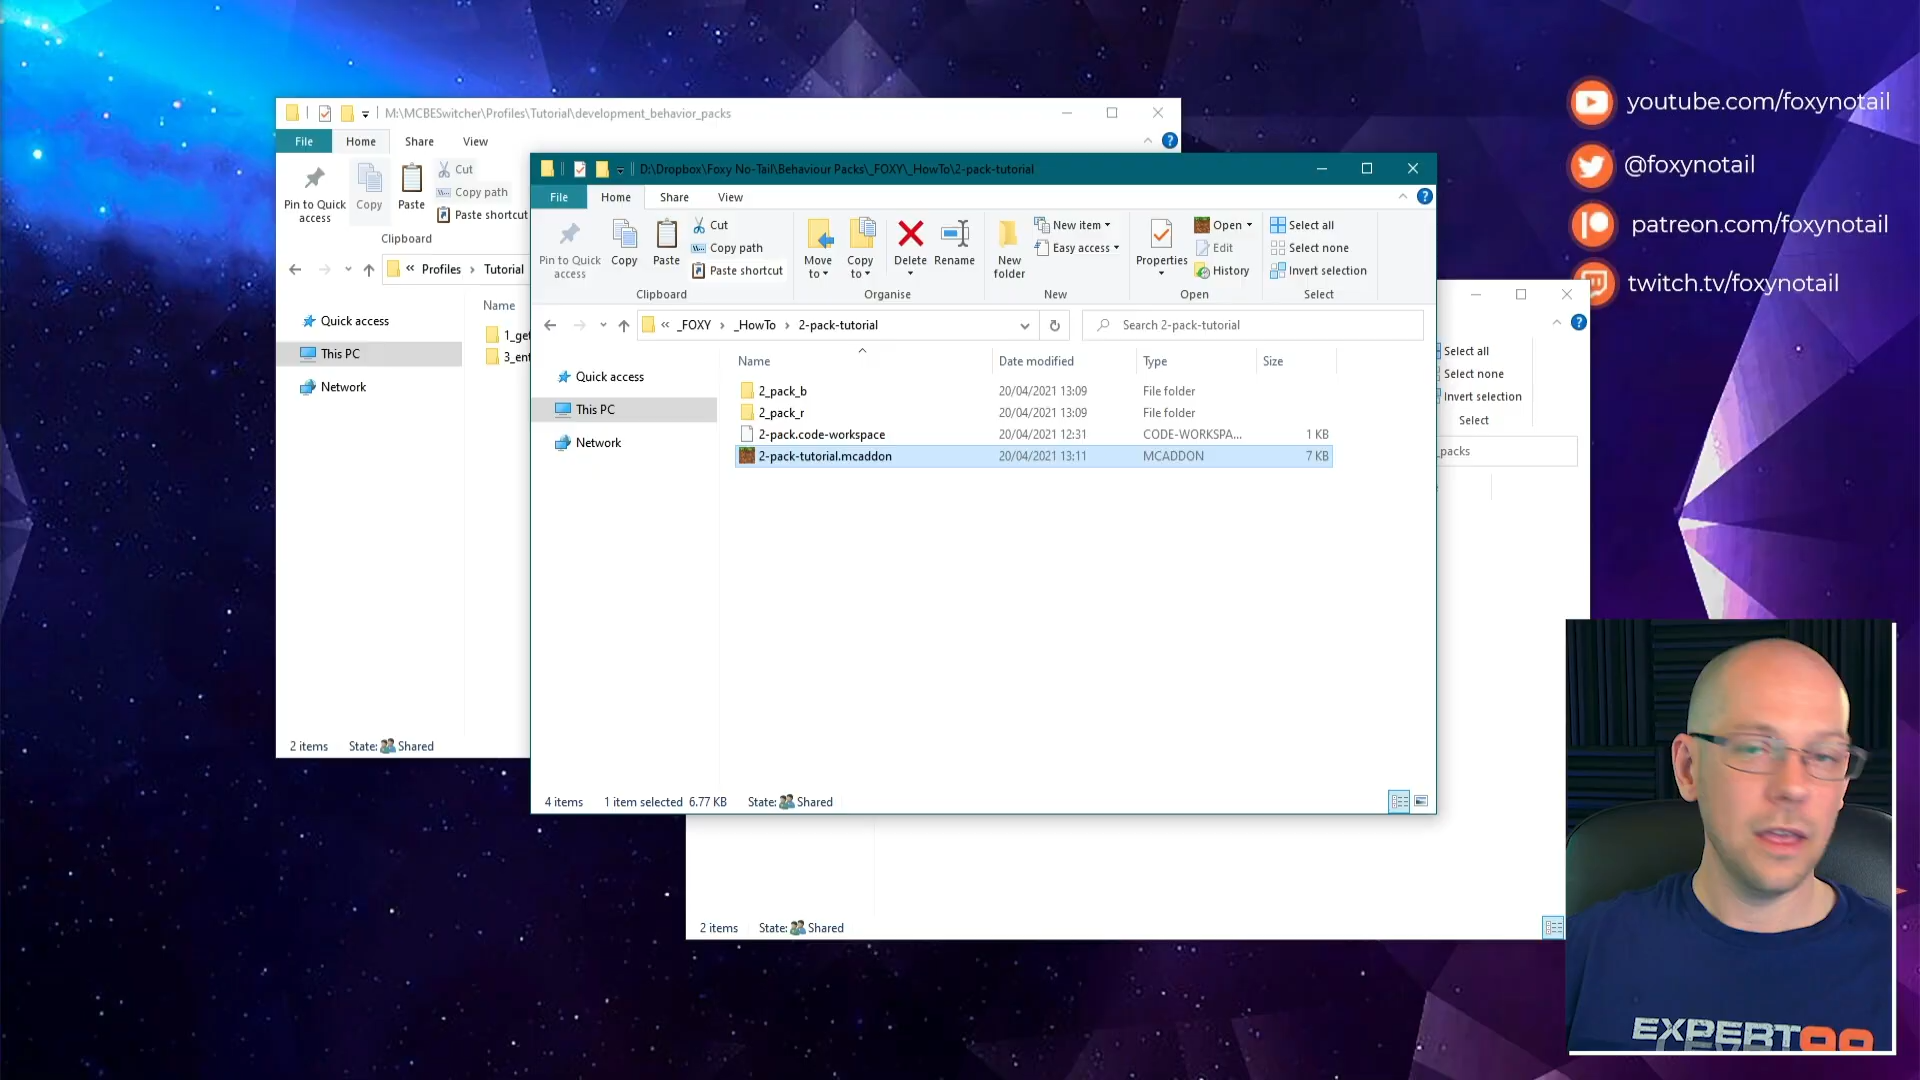 youtube.com/foxynotail
@foxynotail
patreon.com/foxynotail
twitch.tv/foxynotail
M:\MCBESwitcher\Profiles\Tutorial\development_behavior_packs
File Home Share View
Pin to Quick access
Copy
Paste
Cut
Copy path
Paste shortcut
Clipboard
« Profiles › Tutorial
Name
Quick access
This PC
Network
1_get
3_ent
2 items State: Shared
D:\Dropbox\Foxy No-Tail\Behaviour Packs\_FOXY\_HowTo\2-pack-tutorial
File Home Share View
Pin to Quick access
Copy
Paste
Cut
Copy path
Paste shortcut
Clipboard
Move to
Copy to
Delete
Rename
Organise
New folder
New item
Easy access
New
Properties
Open
Edit
History
Open
Select all
Select none
Invert selection
Select
« _FOXY › _HowTo › 2-pack-tutorial
Search 2-pack-tutorial
Name Date modified Type Size
Quick access
This PC
Network
2_pack_b 20/04/2021 13:09 File folder
2_pack_r 20/04/2021 13:09 File folder
2-pack.code-workspace 20/04/2021 12:31 CODE-WORKSPA... 1 KB
2-pack-tutorial.mcaddon 20/04/2021 13:11 MCADDON 7 KB
4 items 1 item selected 6.77 KB State: Shared
Select all
Select none
Invert selection
Select
_packs
2 items State: Shared
EXPERT